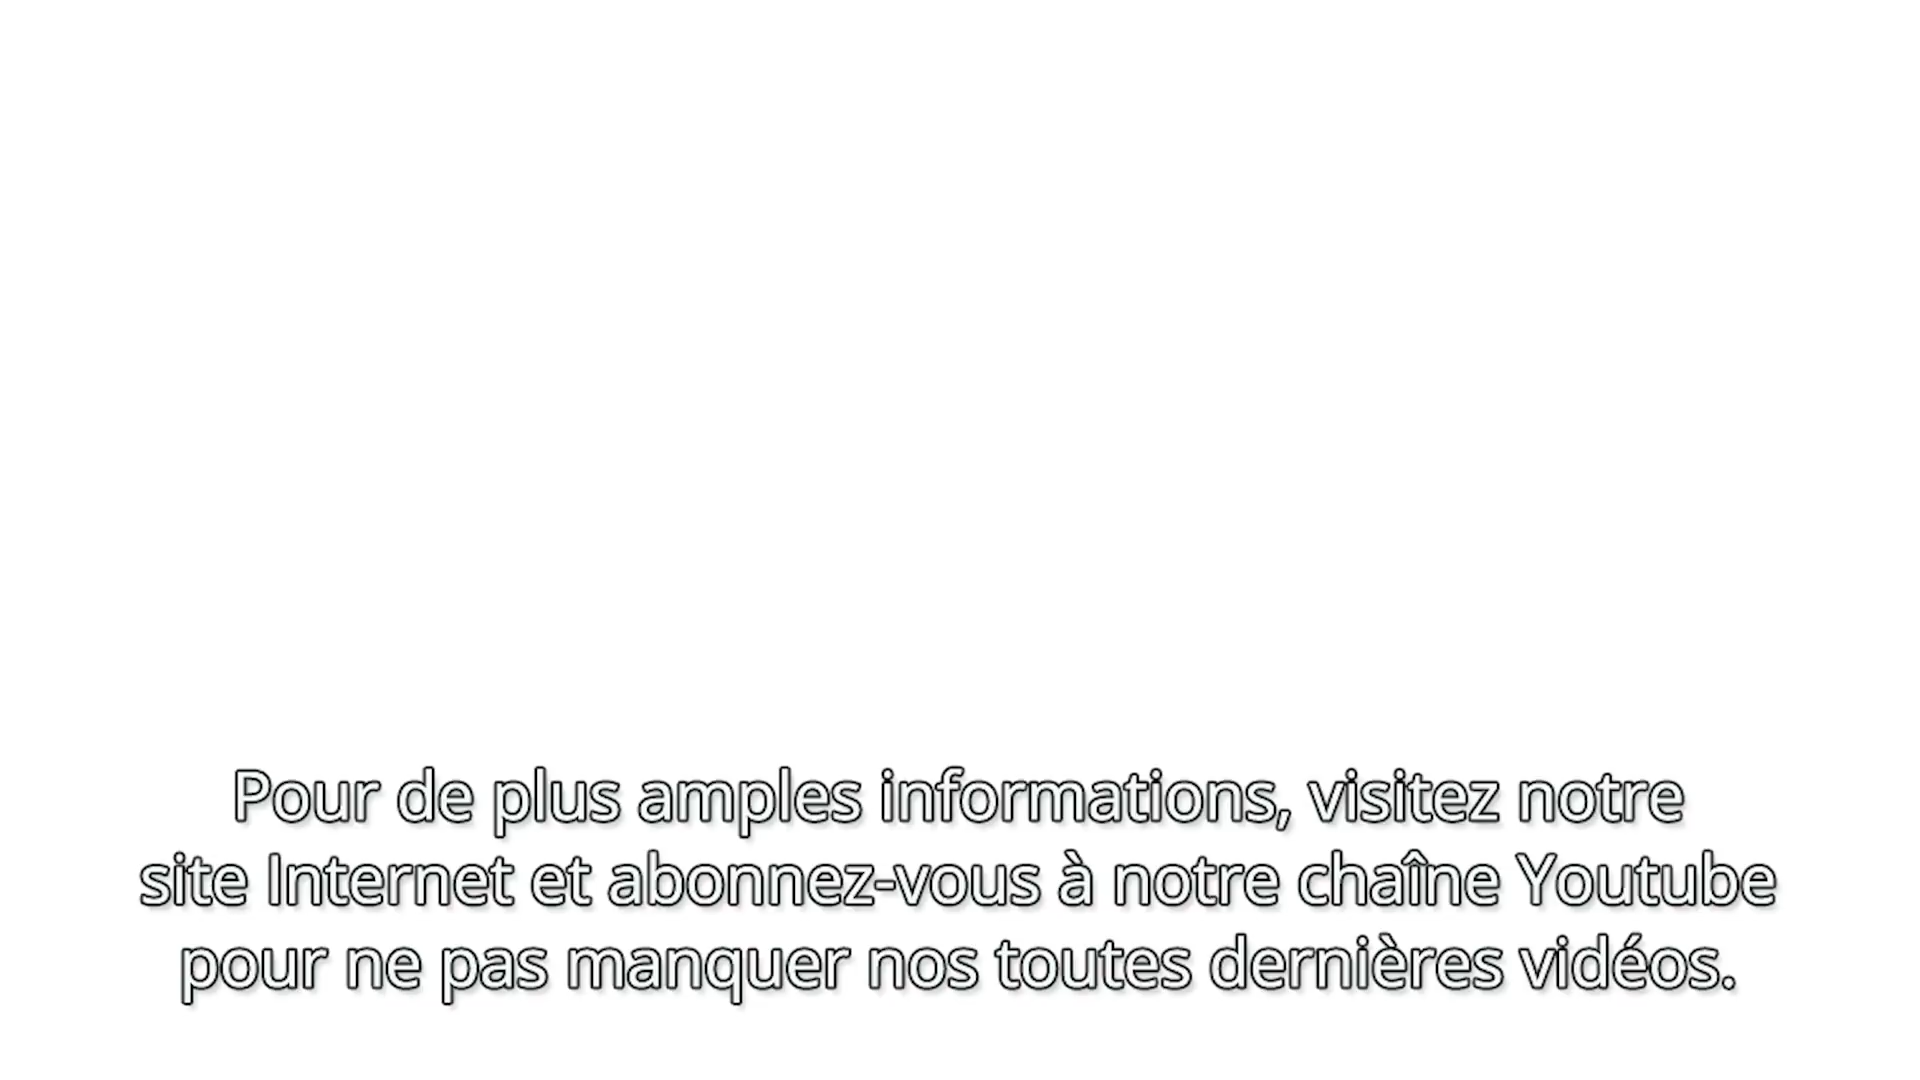 Pour de plus amples informations, visitez notre
site Internet et abonnez-vous à notre chaîne Youtube
pour ne pas manquer nos toutes dernières vidéos.